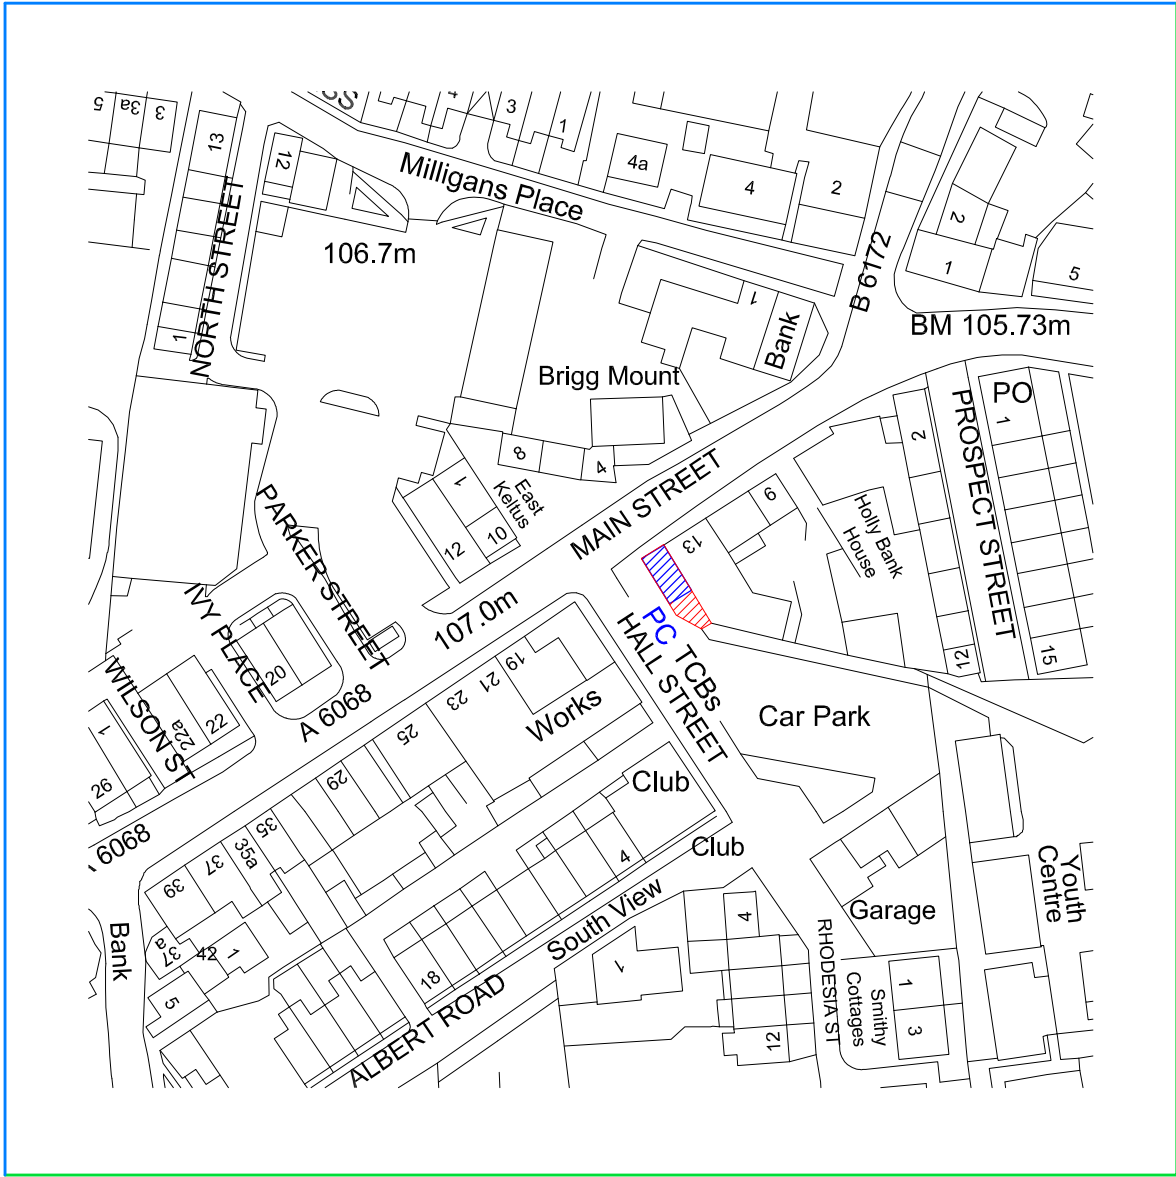 5
3a
3
13
12
SS
4
3
1
4a
4
2
Milligans Place
NORTH STREET
1
106.7m
B 6172
2
1
5
BM 105.73m
1
Bank
Brigg Mount
8
4
East
Keltus
1
10
12
MAIN STREET
PO
1
2
PROSPECT STREET
15
12
9
13
Holly Bank
House
PARKER STREET
IVY PLACE
20
WILSON ST
22
22a
1
26
107.0m
A 6068
PC
TCBs
HALL STREET
Car Park
19
21
23
25
29
35
35a
37
39
Works
Club
Club
4
A 6068
Bank
37
a
42
1
5
18
South View
ALBERT ROAD
1
4
12
RHODESIA ST
Garage
Smithy
Cottages
1
3
Youth
Centre